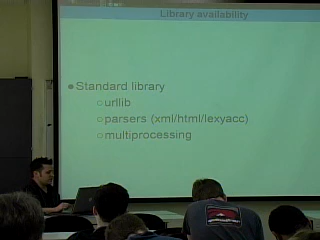 Library availability
Standard library
urllib
parsers (xml/html/lexyacc)
multiprocessing